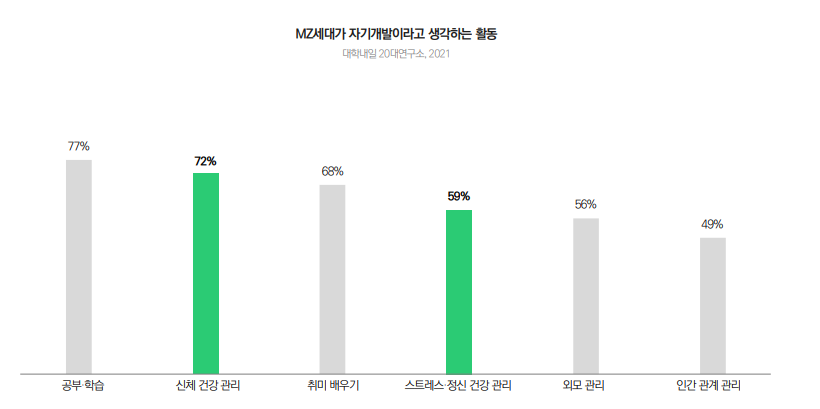 MZ세대가 자기개발이라고 생각하는 활동
대학내일 20대연구소, 2021
77%
72%
68%
59%
56%
49%
공부·학습
신체 건강 관리
취미 배우기
스트레스·정신 건강 관리
외모 관리
인간 관계 관리